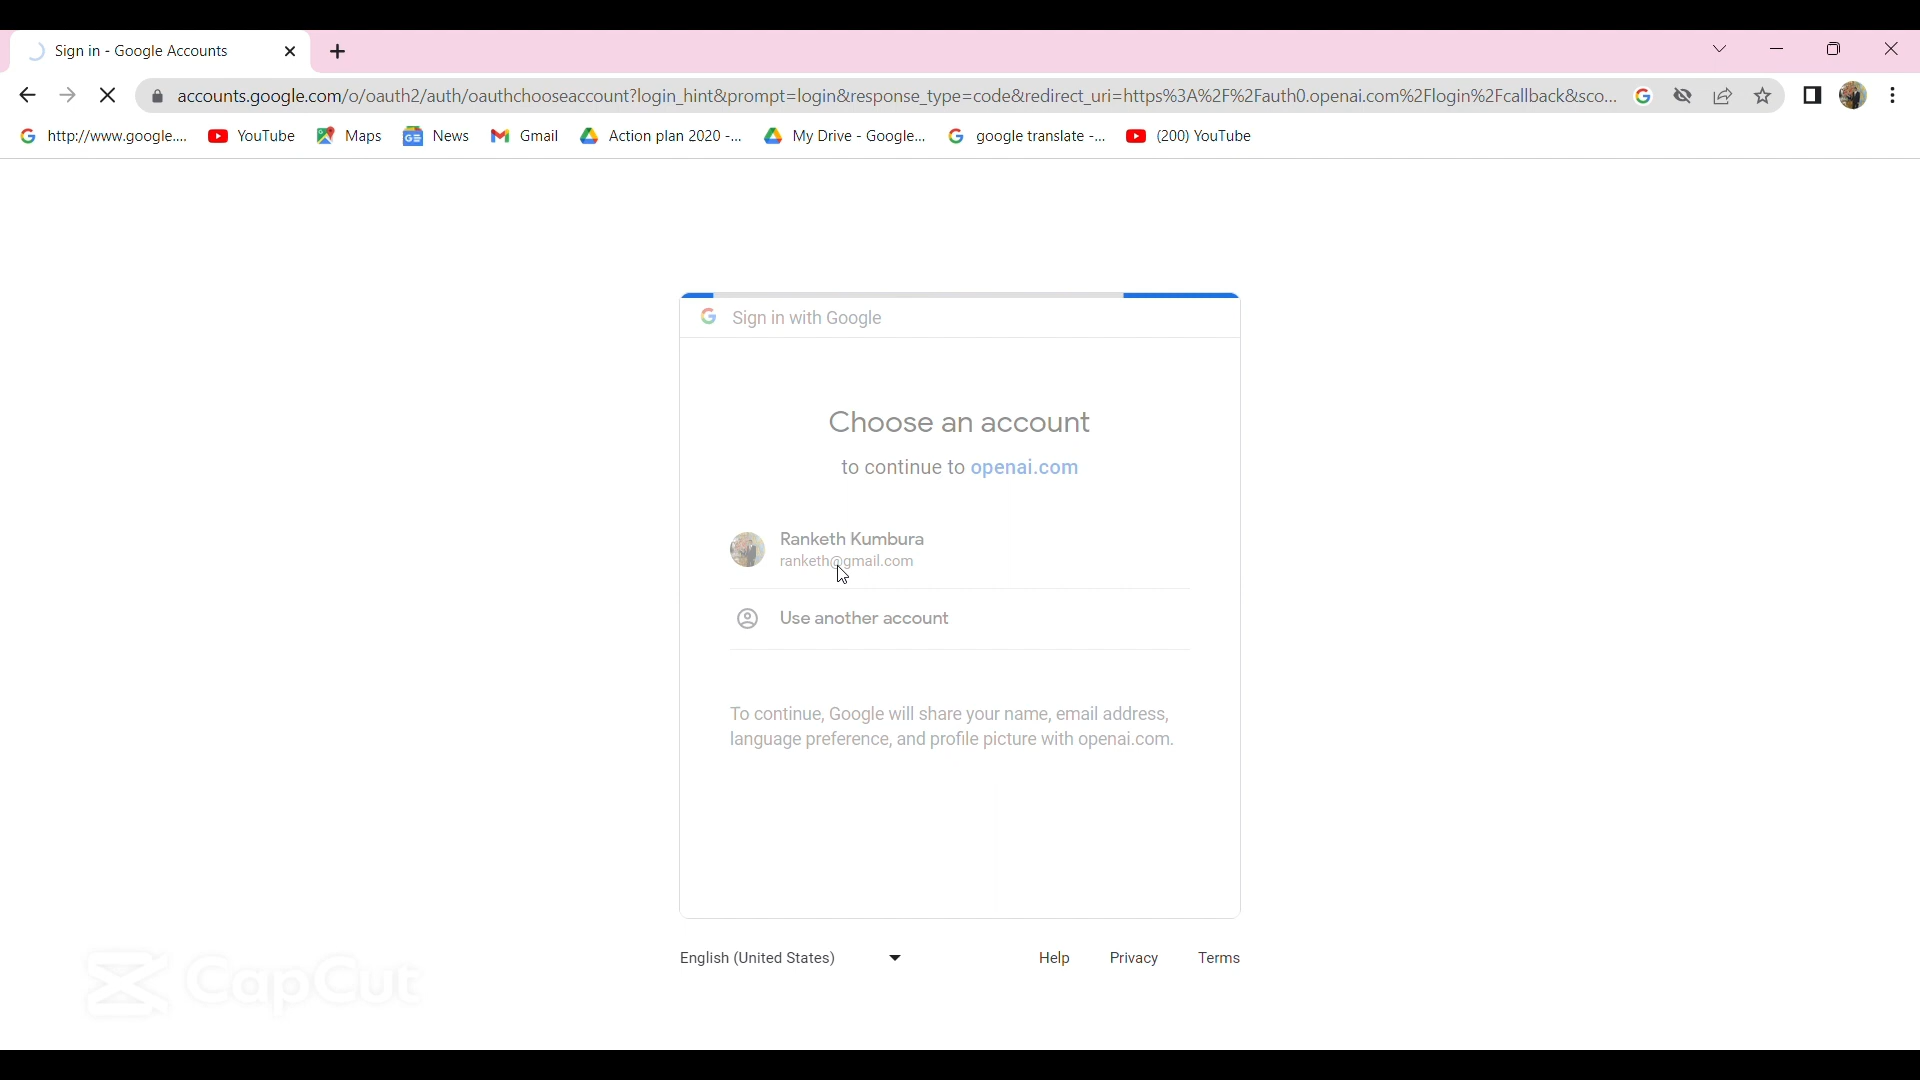 Sign in - Google Accounts
accounts.google.com/o/oauth2/auth/oauthchooseaccount?login_hint&prompt=login&response_type=code&redirect_uri=https%3A%2F%2Fauth0.openai.com%2Flogin%2Fcallback&sco...
http://www.google.... YouTube Maps News Gmail Action plan 2020 -... My Drive - Google... google translate -... (200) YouTube
Sign in with Google
Choose an account
to continue to openai.com
Ranketh Kumbura
ranketh@gmail.com
Use another account
To continue, Google will share your name, email address,
language preference, and profile picture with openai.com.
English (United States) Help Privacy Terms
CapCut